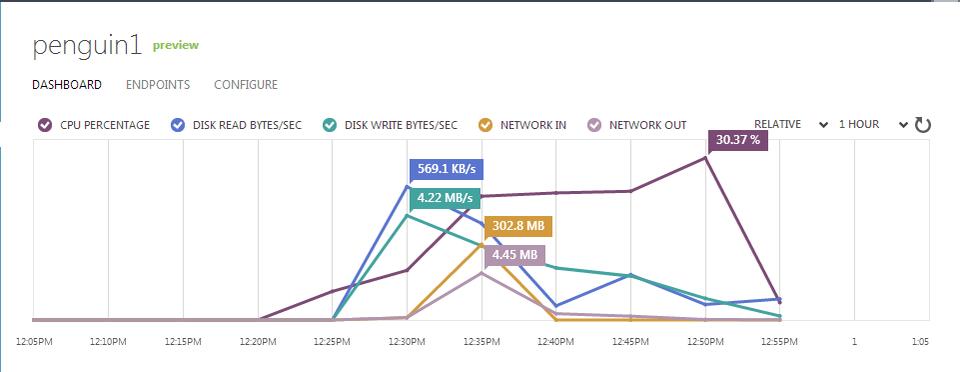 penguin1 preview
DASHBOARD ENDPOINTS CONFIGURE
CPU PERCENTAGE DISK READ BYTES/SEC DISK WRITE BYTES/SEC NETWORK IN NETWORK OUT RELATIVE 1 HOUR
30.37 %
569.1 KB/s
4.22 MB/s
302.8 MB
4.45 MB
12:05PM 12:10PM 12:15PM 12:20PM 12:25PM 12:30PM 12:35PM 12:40PM 12:45PM 12:50PM 12:55PM 1 1:05